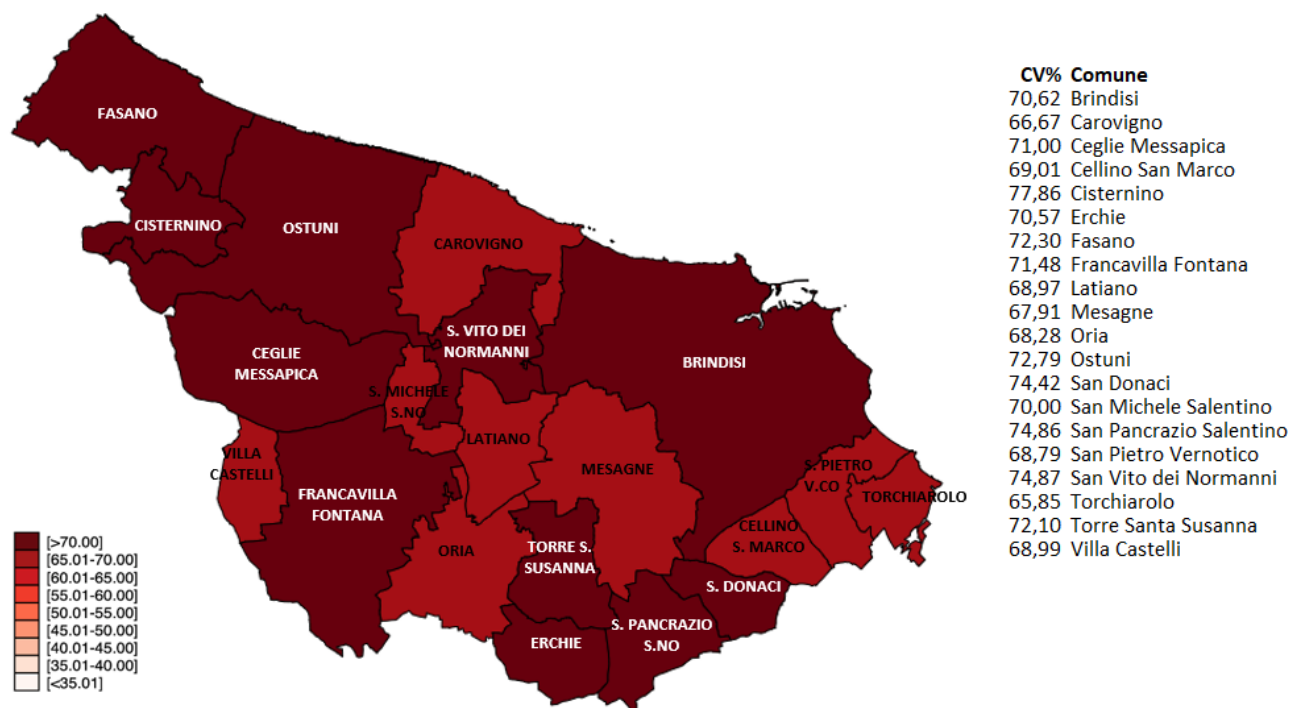 FASANO
CISTERNINO
OSTUNI
CAROVIGNO
S. VITO DEI
NORMANNI
CEGLIE
MESSAPICA
BRINDISI
S. MICHELE
S.NO
LATIANO
MESAGNE
VILLA
CASTELLI
FRANCAVILLA
FONTANA
S. PIETRO
V.CO
TORCHIAROLO
CELLINO
S. MARCO
ORIA
TORRE S.
SUSANNA
S. DONACI
S. PANCRAZIO
S.NO
ERCHIE
[>70.00]
[65.01-70.00]
[60.01-65.00]
[55.01-60.00]
[50.01-55.00]
[45.01-50.00]
[40.01-45.00]
[35.01-40.00]
[<35.01]
CV% Comune
70,62 Brindisi
66,67 Carovigno
71,00 Ceglie Messapica
69,01 Cellino San Marco
77,86 Cisternino
70,57 Erchie
72,30 Fasano
71,48 Francavilla Fontana
68,97 Latiano
67,91 Mesagne
68,28 Oria
72,79 Ostuni
74,42 San Donaci
70,00 San Michele Salentino
74,86 San Pancrazio Salentino
68,79 San Pietro Vernotico
74,87 San Vito dei Normanni
65,85 Torchiarolo
72,10 Torre Santa Susanna
68,99 Villa Castelli